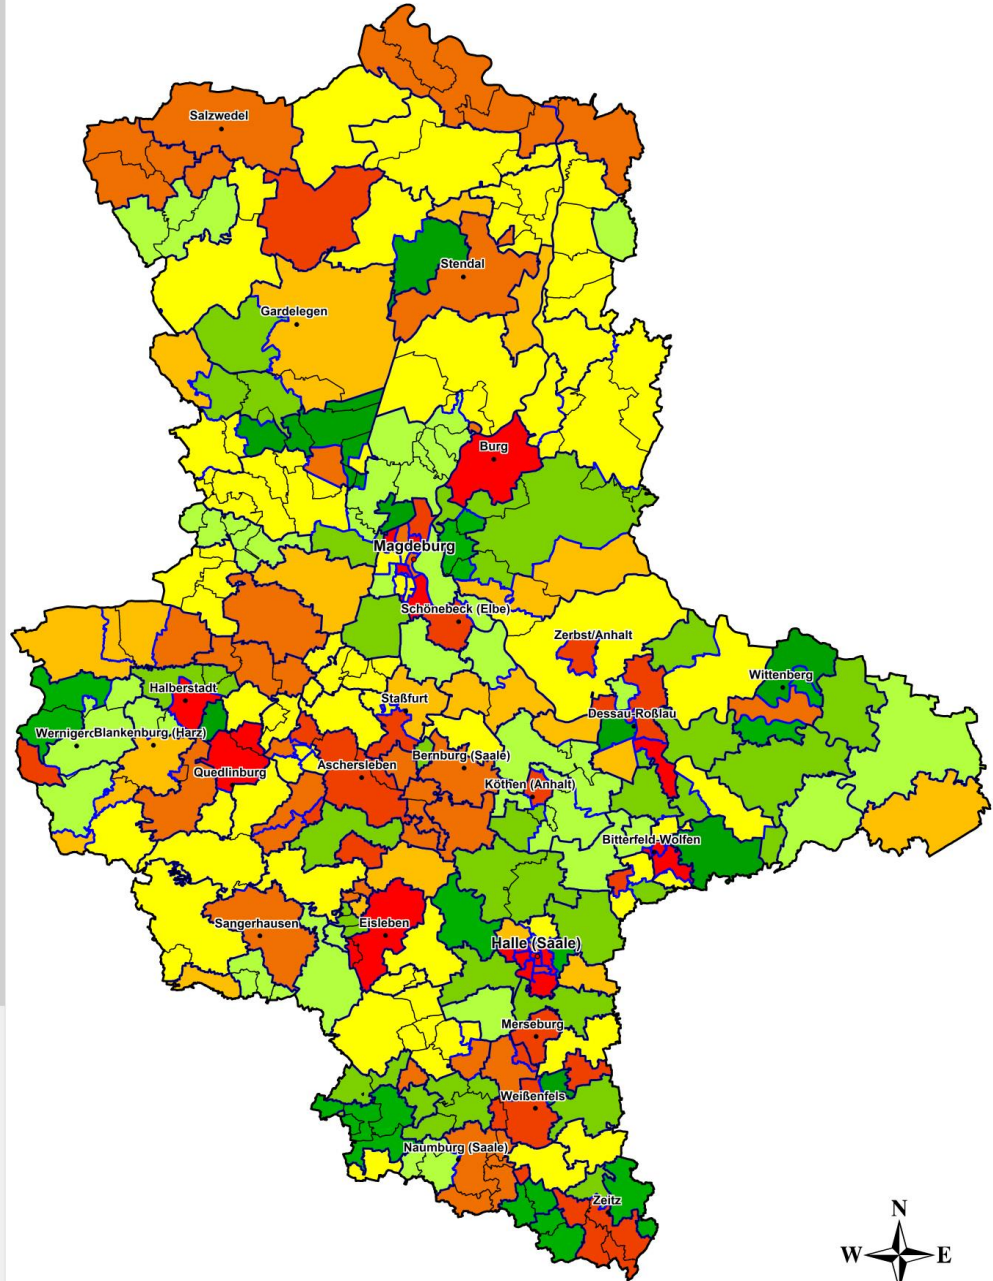 Salzwedel
Stendal
Gardelegen
Burg
Magdeburg
Schönebeck (Elbe)
Zerbst/Anhalt
Wittenberg
Halberstadt
Staßfurt
Dessau-Roßlau
Wernigero
Blankenburg (Harz)
Bernburg (Saale)
Quedlinburg
Aschersleben
Köthen (Anhalt)
Bitterfeld-Wolfen
Sangerhausen
Eisleben
Halle (Saale)
Merseburg
Weißenfels
Naumburg (Saale)
Zeitz
N
W E